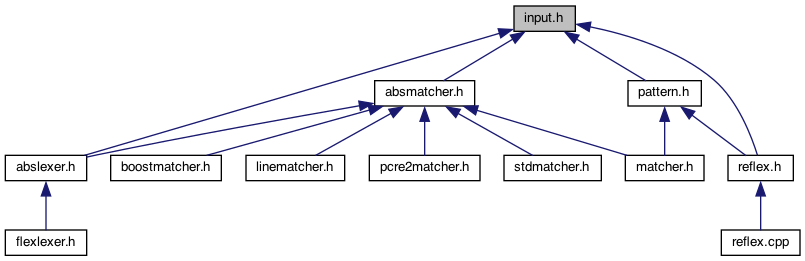 input.h
absmatcher.h
pattern.h
abslexer.h
boostmatcher.h
linematcher.h
pcre2matcher.h
stdmatcher.h
matcher.h
reflex.h
flexlexer.h
reflex.cpp